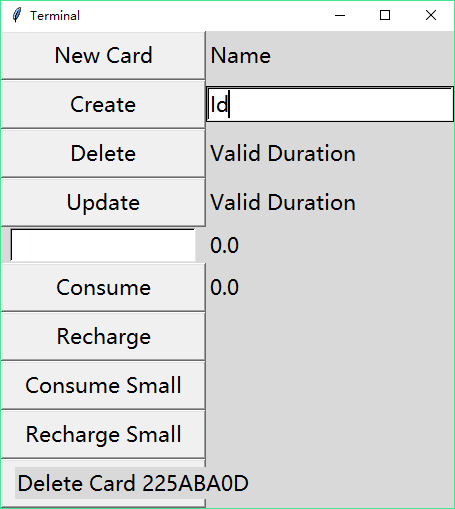 Terminal
New Card Name
Create Id
Delete Valid Duration
Update Valid Duration
0.0
Consume 0.0
Recharge
Consume Small
Recharge Small
Delete Card 225ABA0D